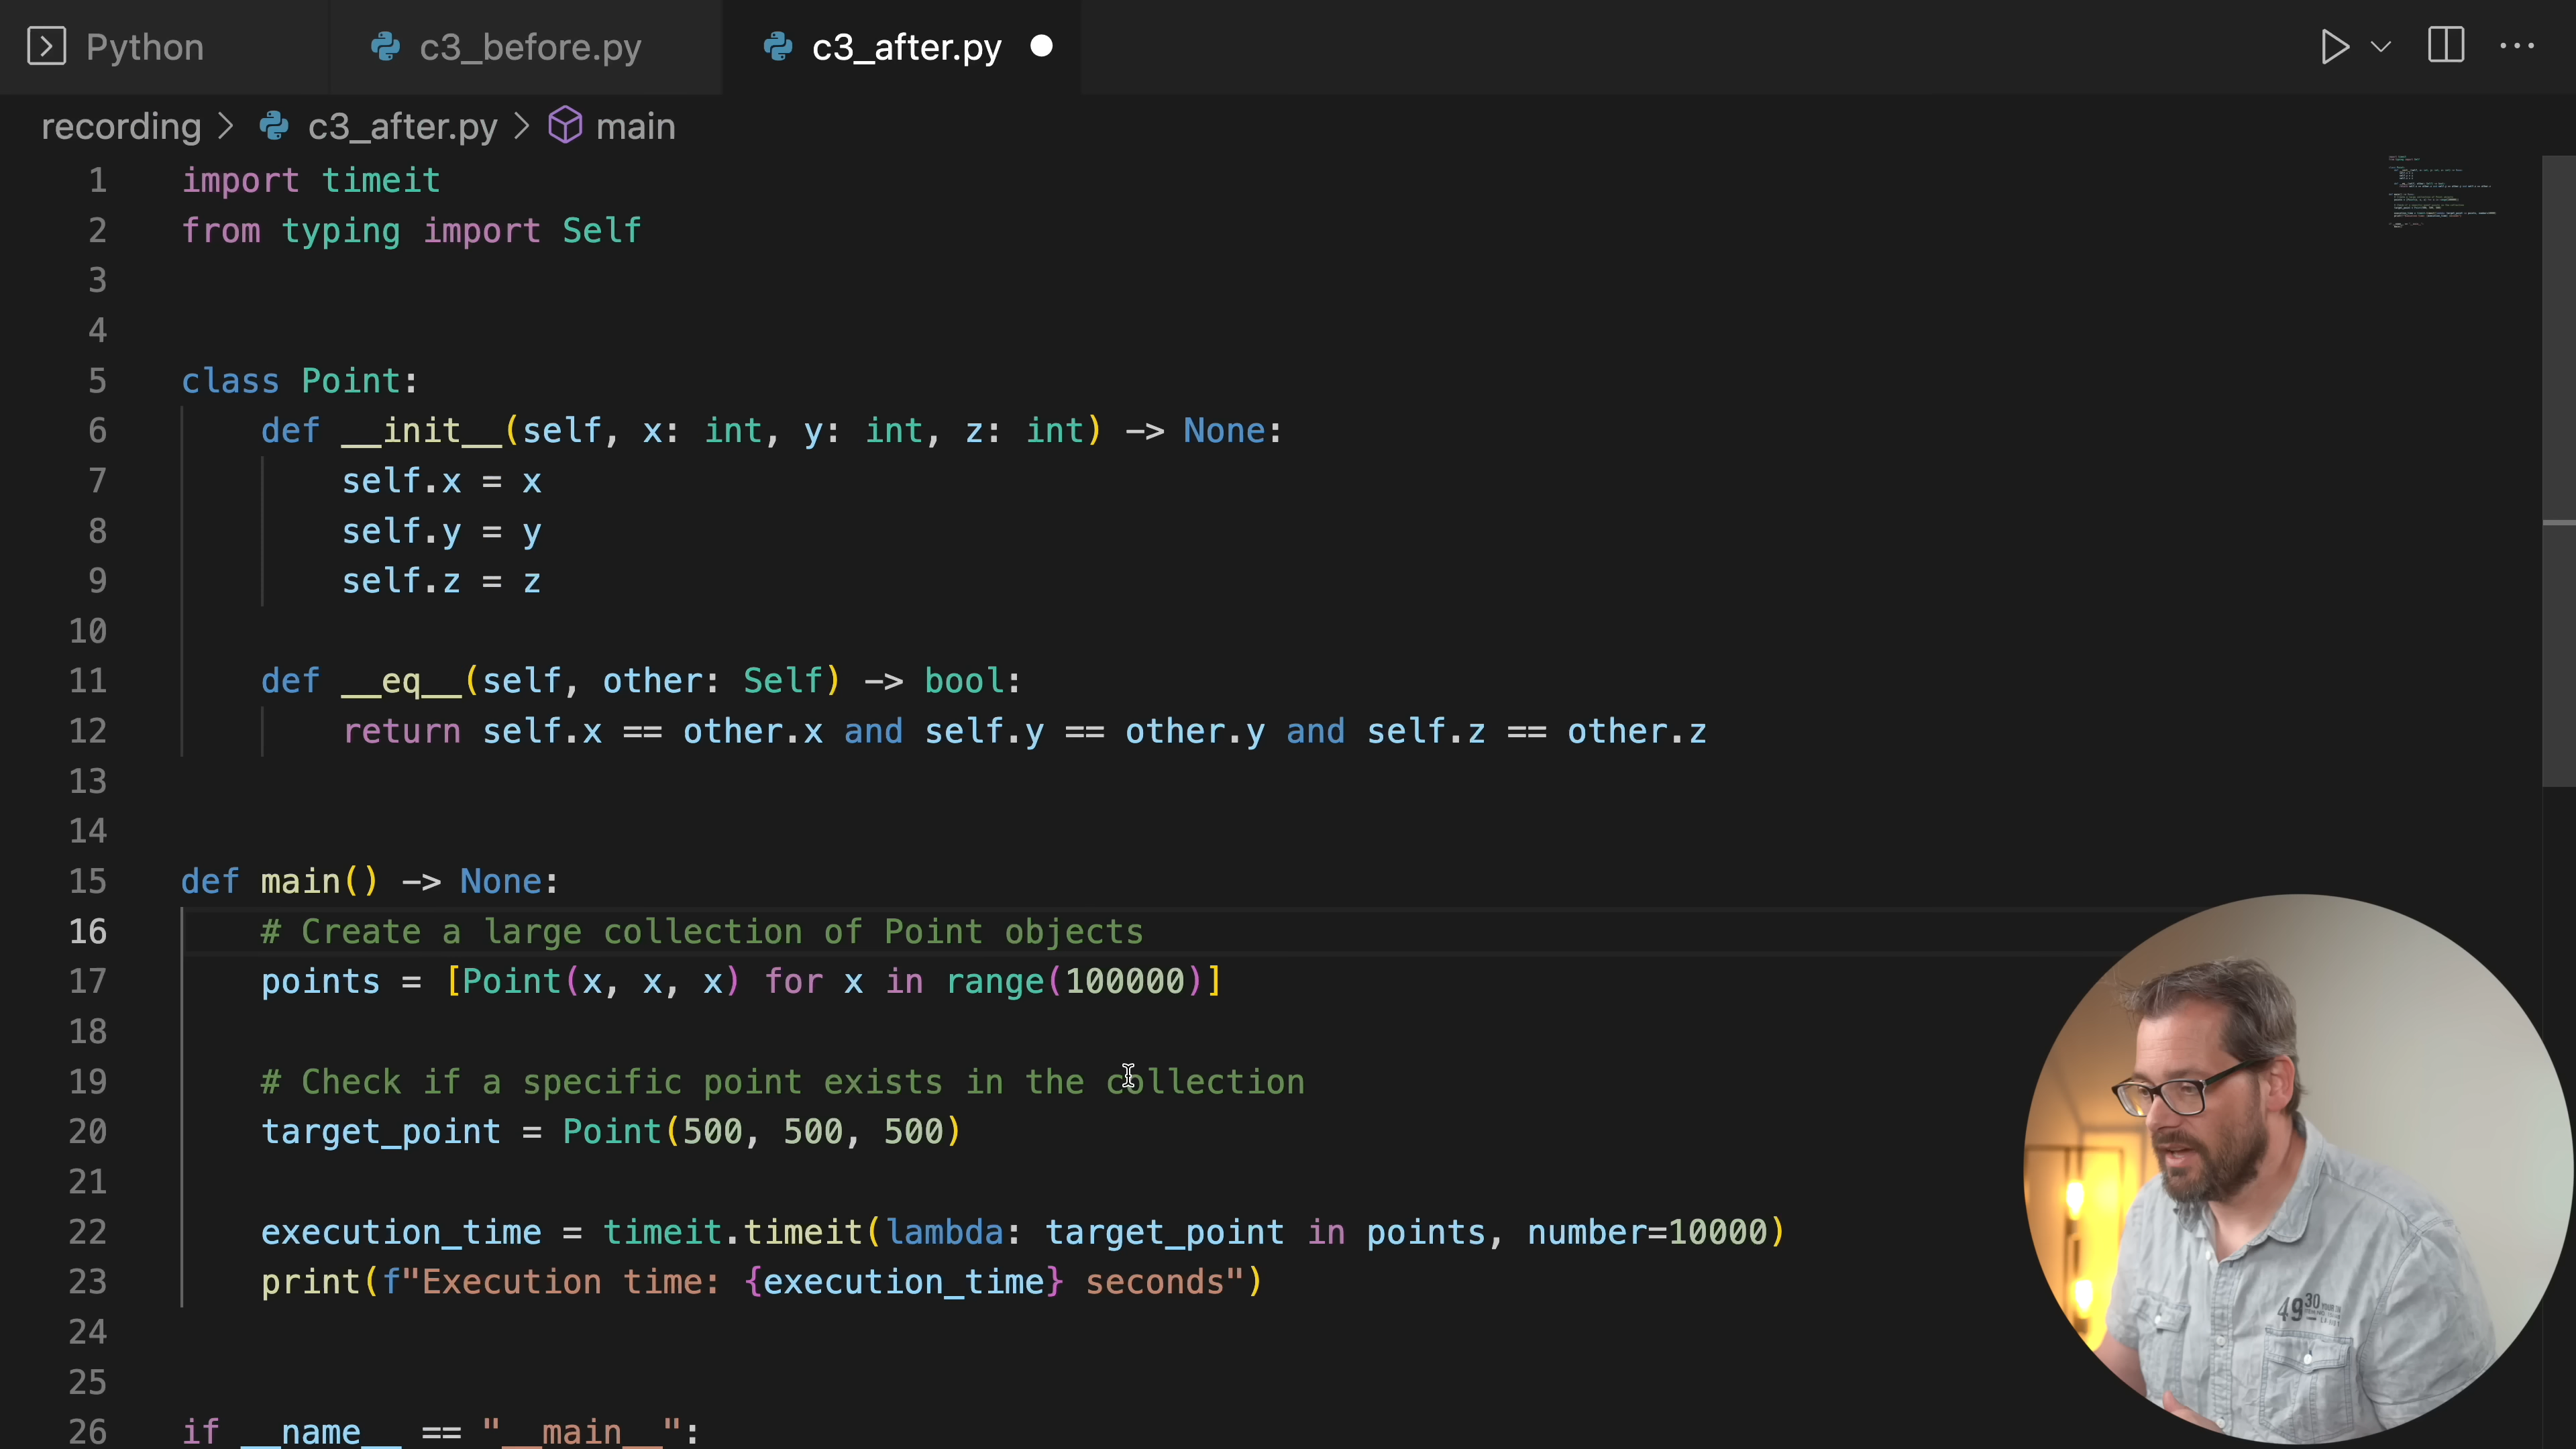 Python c3_before.py c3_after.py
recording > c3_after.py > main
1 import timeit
2 from typing import Self
3
4
5 class Point:
6     def __init__(self, x: int, y: int, z: int) -> None:
7         self.x = x
8         self.y = y
9         self.z = z
10
11     def __eq__(self, other: Self) -> bool:
12         return self.x == other.x and self.y == other.y and self.z == other.z
13
14
15 def main() -> None:
16     # Create a large collection of Point objects
17     points = [Point(x, x, x) for x in range(100000)]
18
19     # Check if a specific point exists in the collection
20     target_point = Point(500, 500, 500)
21
22     execution_time = timeit.timeit(lambda: target_point in points, number=10000)
23     print(f"Execution time: {execution_time} seconds")
24
25
26 if __name__ == "__main__":
49 30